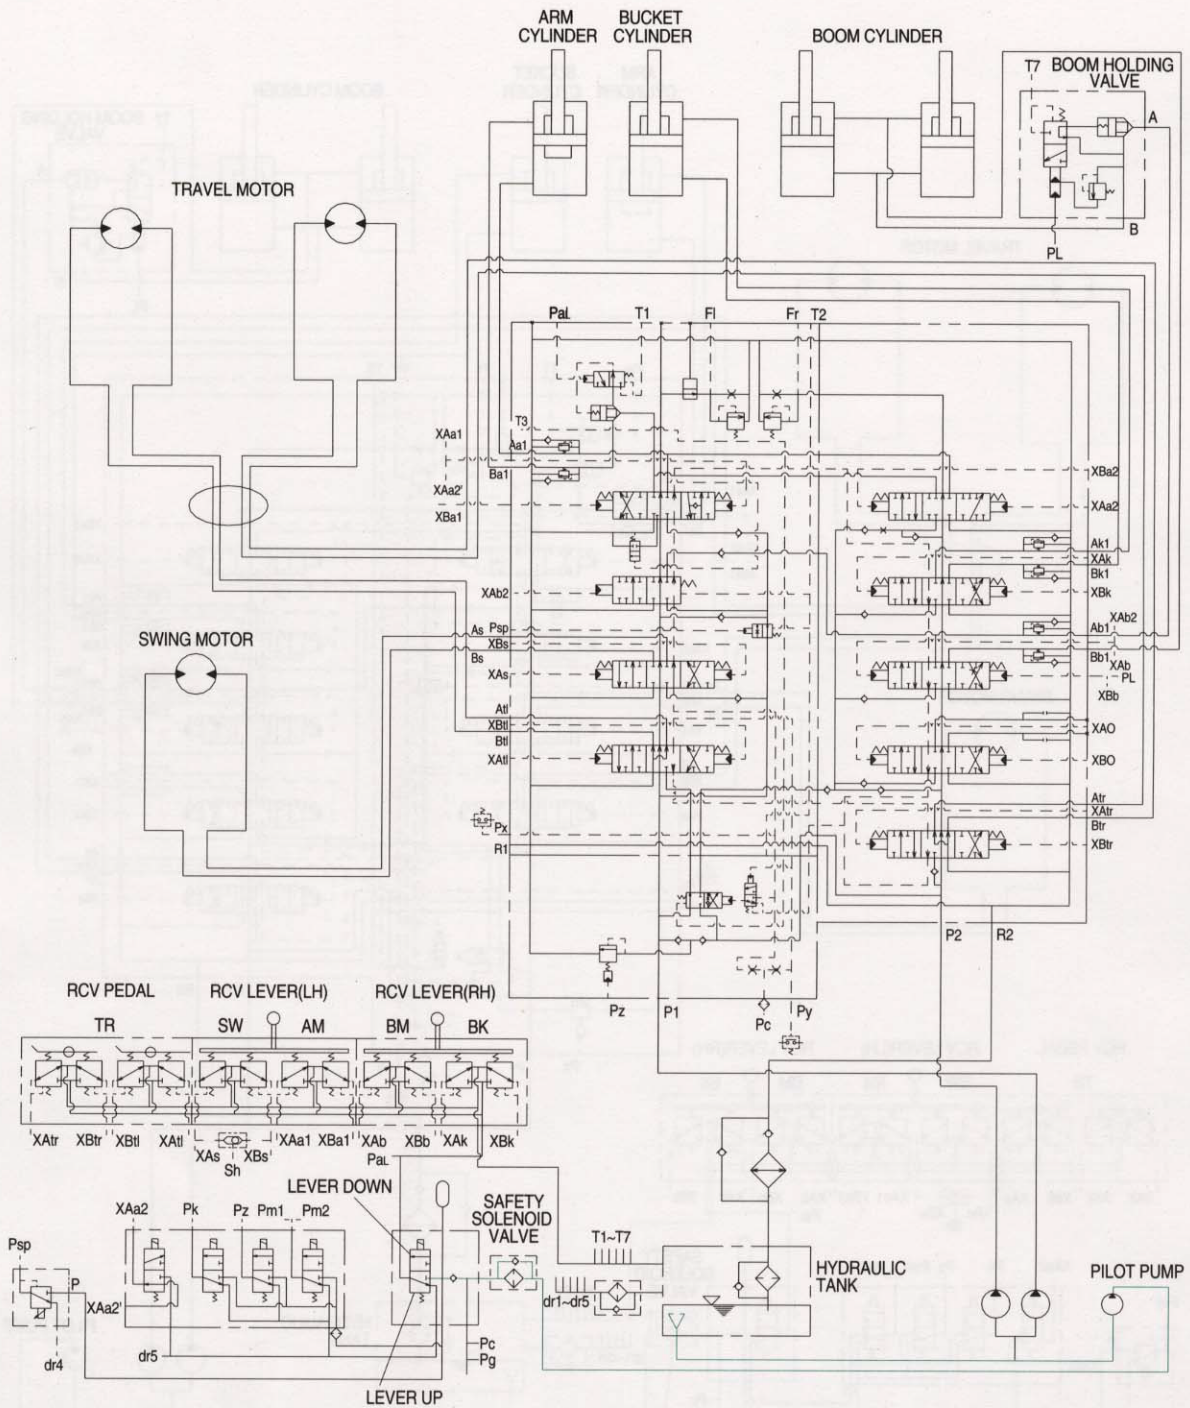 ARM
CYLINDER
BUCKET
CYLINDER
BOOM CYLINDER
T7
BOOM HOLDING
VALVE
A
B
PL
TRAVEL MOTOR
PaL
T1
Fl
Fr
T2
T3
XAa1
Aa1
Ba1
XAa2'
XBa1
XBa2
XAa2
Ak1
XAk
Bk1
XBk
XAb2
XAb2
Ab1
Psp
As
XBs
Bs
XAs
Bb1
XAb
PL
XBb
SWING MOTOR
Atl
XBtl
Btl
XAtl
XAO
XBO
Atr
XAtr
Btr
XBtr
Px
R1
P2
R2
Pz
P1
Pc
Py
RCV PEDAL
RCV LEVER(LH)
RCV LEVER(RH)
TR
SW
AM
BM
BK
XAtr
XBtr
XBtl
XAtl
XAs
XBs
Sh
XAa1
XBa1
XAb
XBb
XAk
XBk
PaL
LEVER DOWN
SAFETY
SOLENOID
VALVE
XAa2
Pk
Pz
Pm1
Pm2
T1~T7
HYDRAULIC
TANK
PILOT PUMP
Psp
P
XAa2'
dr1~dr5
dr4
dr5
Pc
Pg
LEVER UP